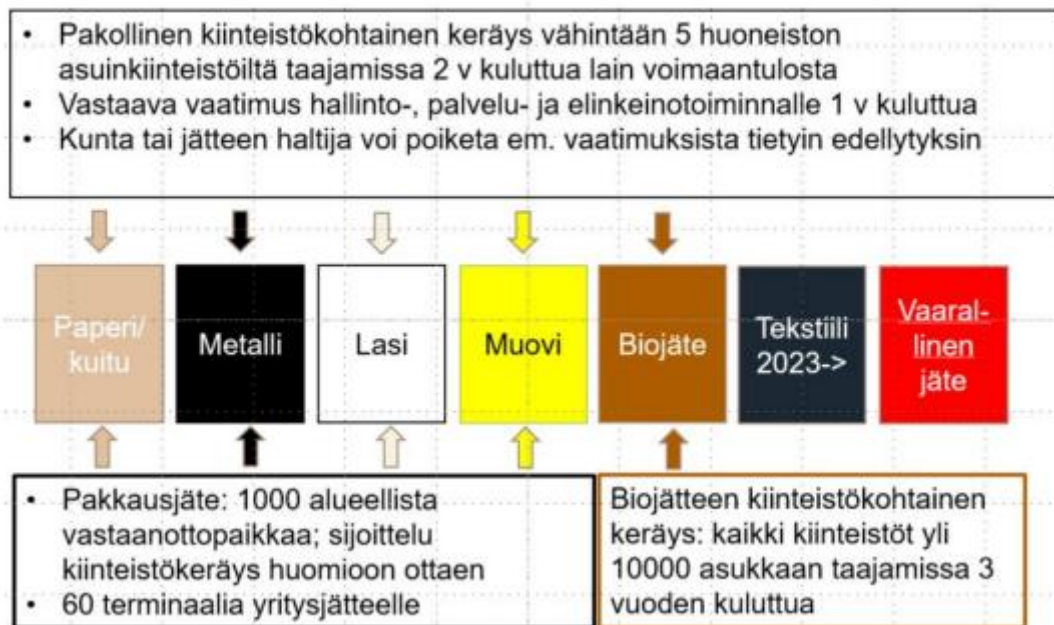 • Pakollinen kiinteistökohtainen keräys vähintään 5 huoneiston
asuinkiinteistöiltä taajamissa 2 v kuluttua lain voimaantulosta
• Vastaava vaatimus hallinto-, palvelu- ja elinkeinotoiminnalle 1 v kuluttua
• Kunta tai jätteen haltija voi poiketa em. vaatimuksista tietyin edellytyksin
Paperi/
kuitu
Metalli
Lasi
Muovi
Biojäte
Tekstiili
2023->
Vaaral-
linen
jäte
• Pakkausjäte: 1000 alueellista
vastaanottopaikkaa; sijoittelu
kiinteistökeräys huomioon ottaen
• 60 terminaalia yritysjätteelle
Biojätteen kiinteistökohtainen
keräys: kaikki kiinteistöt yli
10000 asukkaan taajamissa 3
vuoden kuluttua